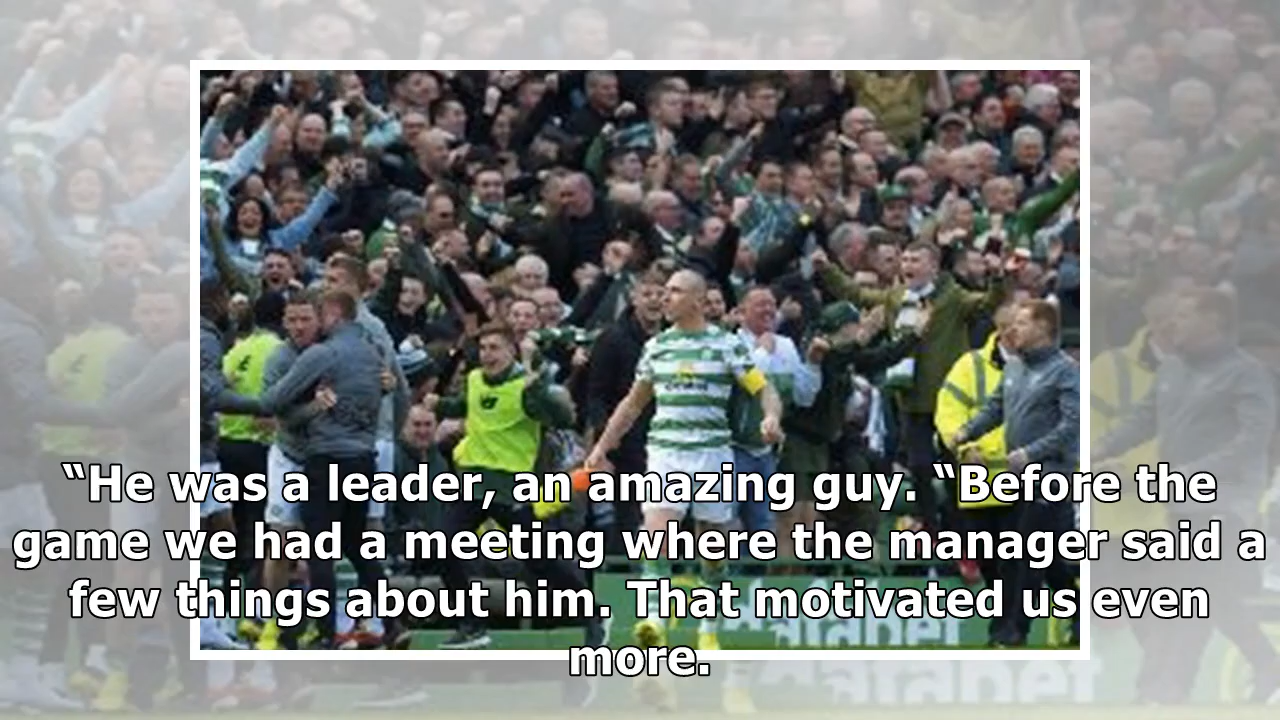 “He was a leader, an amazing guy. “Before the
game we had a meeting where the manager said a
few things about him. That motivated us even
more.